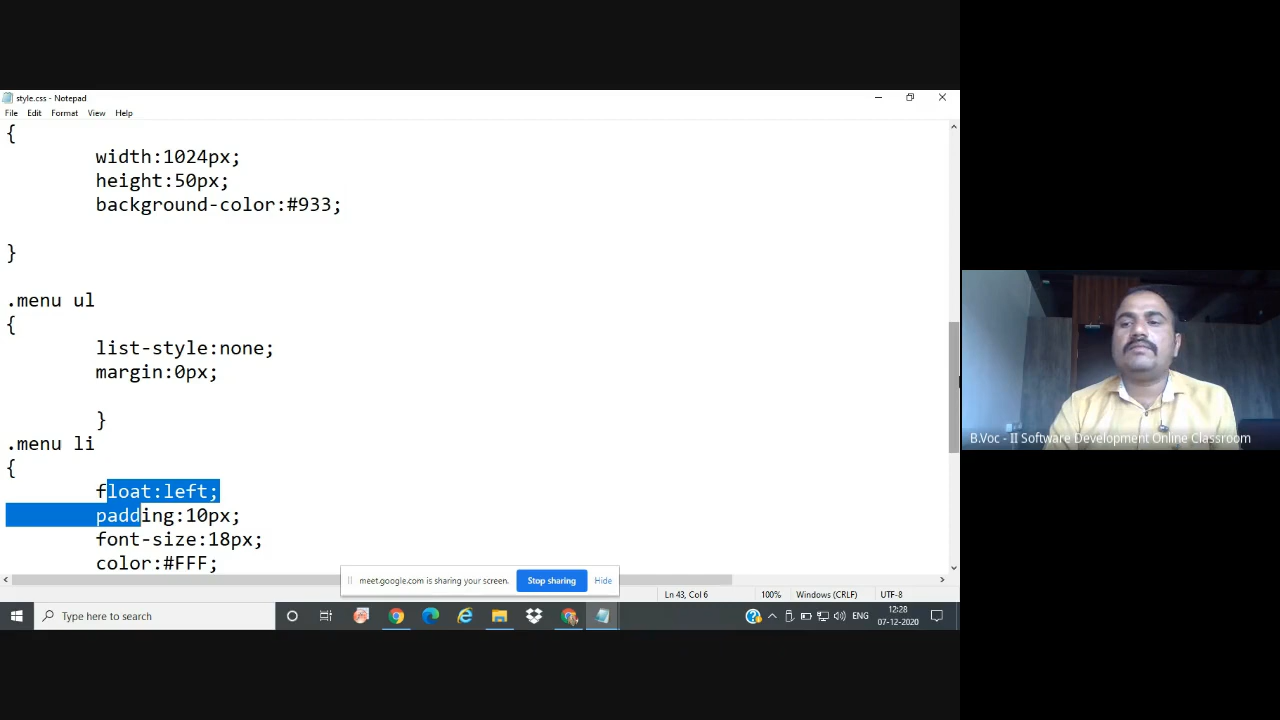 style.css - Notepad
File Edit Format View Help
{
width:1024px;
height:50px;
background-color:#933;
}
.menu ul
{
list-style:none;
margin:0px;
}
.menu li
{
float:left;
padding:10px;
font-size:18px;
color:#FFF;
meet.google.com is sharing your screen. Stop sharing Hide
Ln 43, Col 6 100% Windows (CRLF) UTF-8
Type here to search
ENG
12:28
07-12-2020
B.Voc - II Software Development Online Classroom